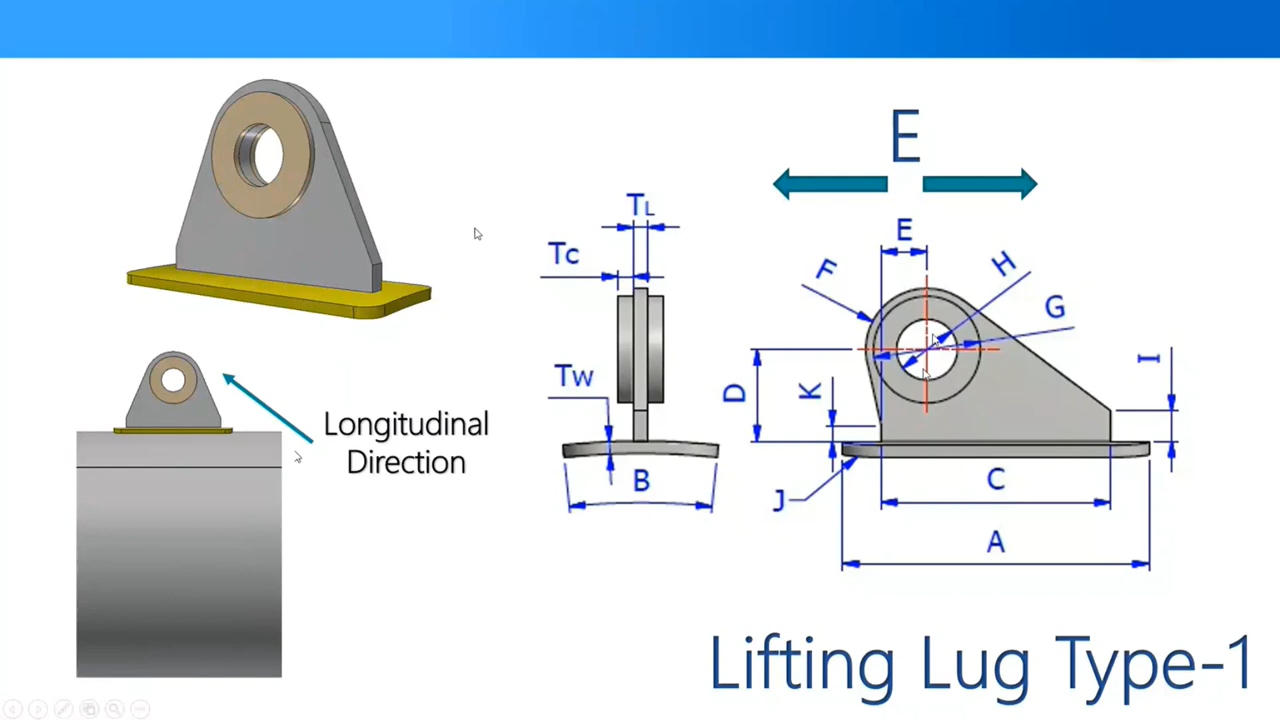 E
TL
Tc
E
F
H
G
I
Tw
D
K
Longitudinal
Direction
B
J
C
A
Lifting Lug Type-1